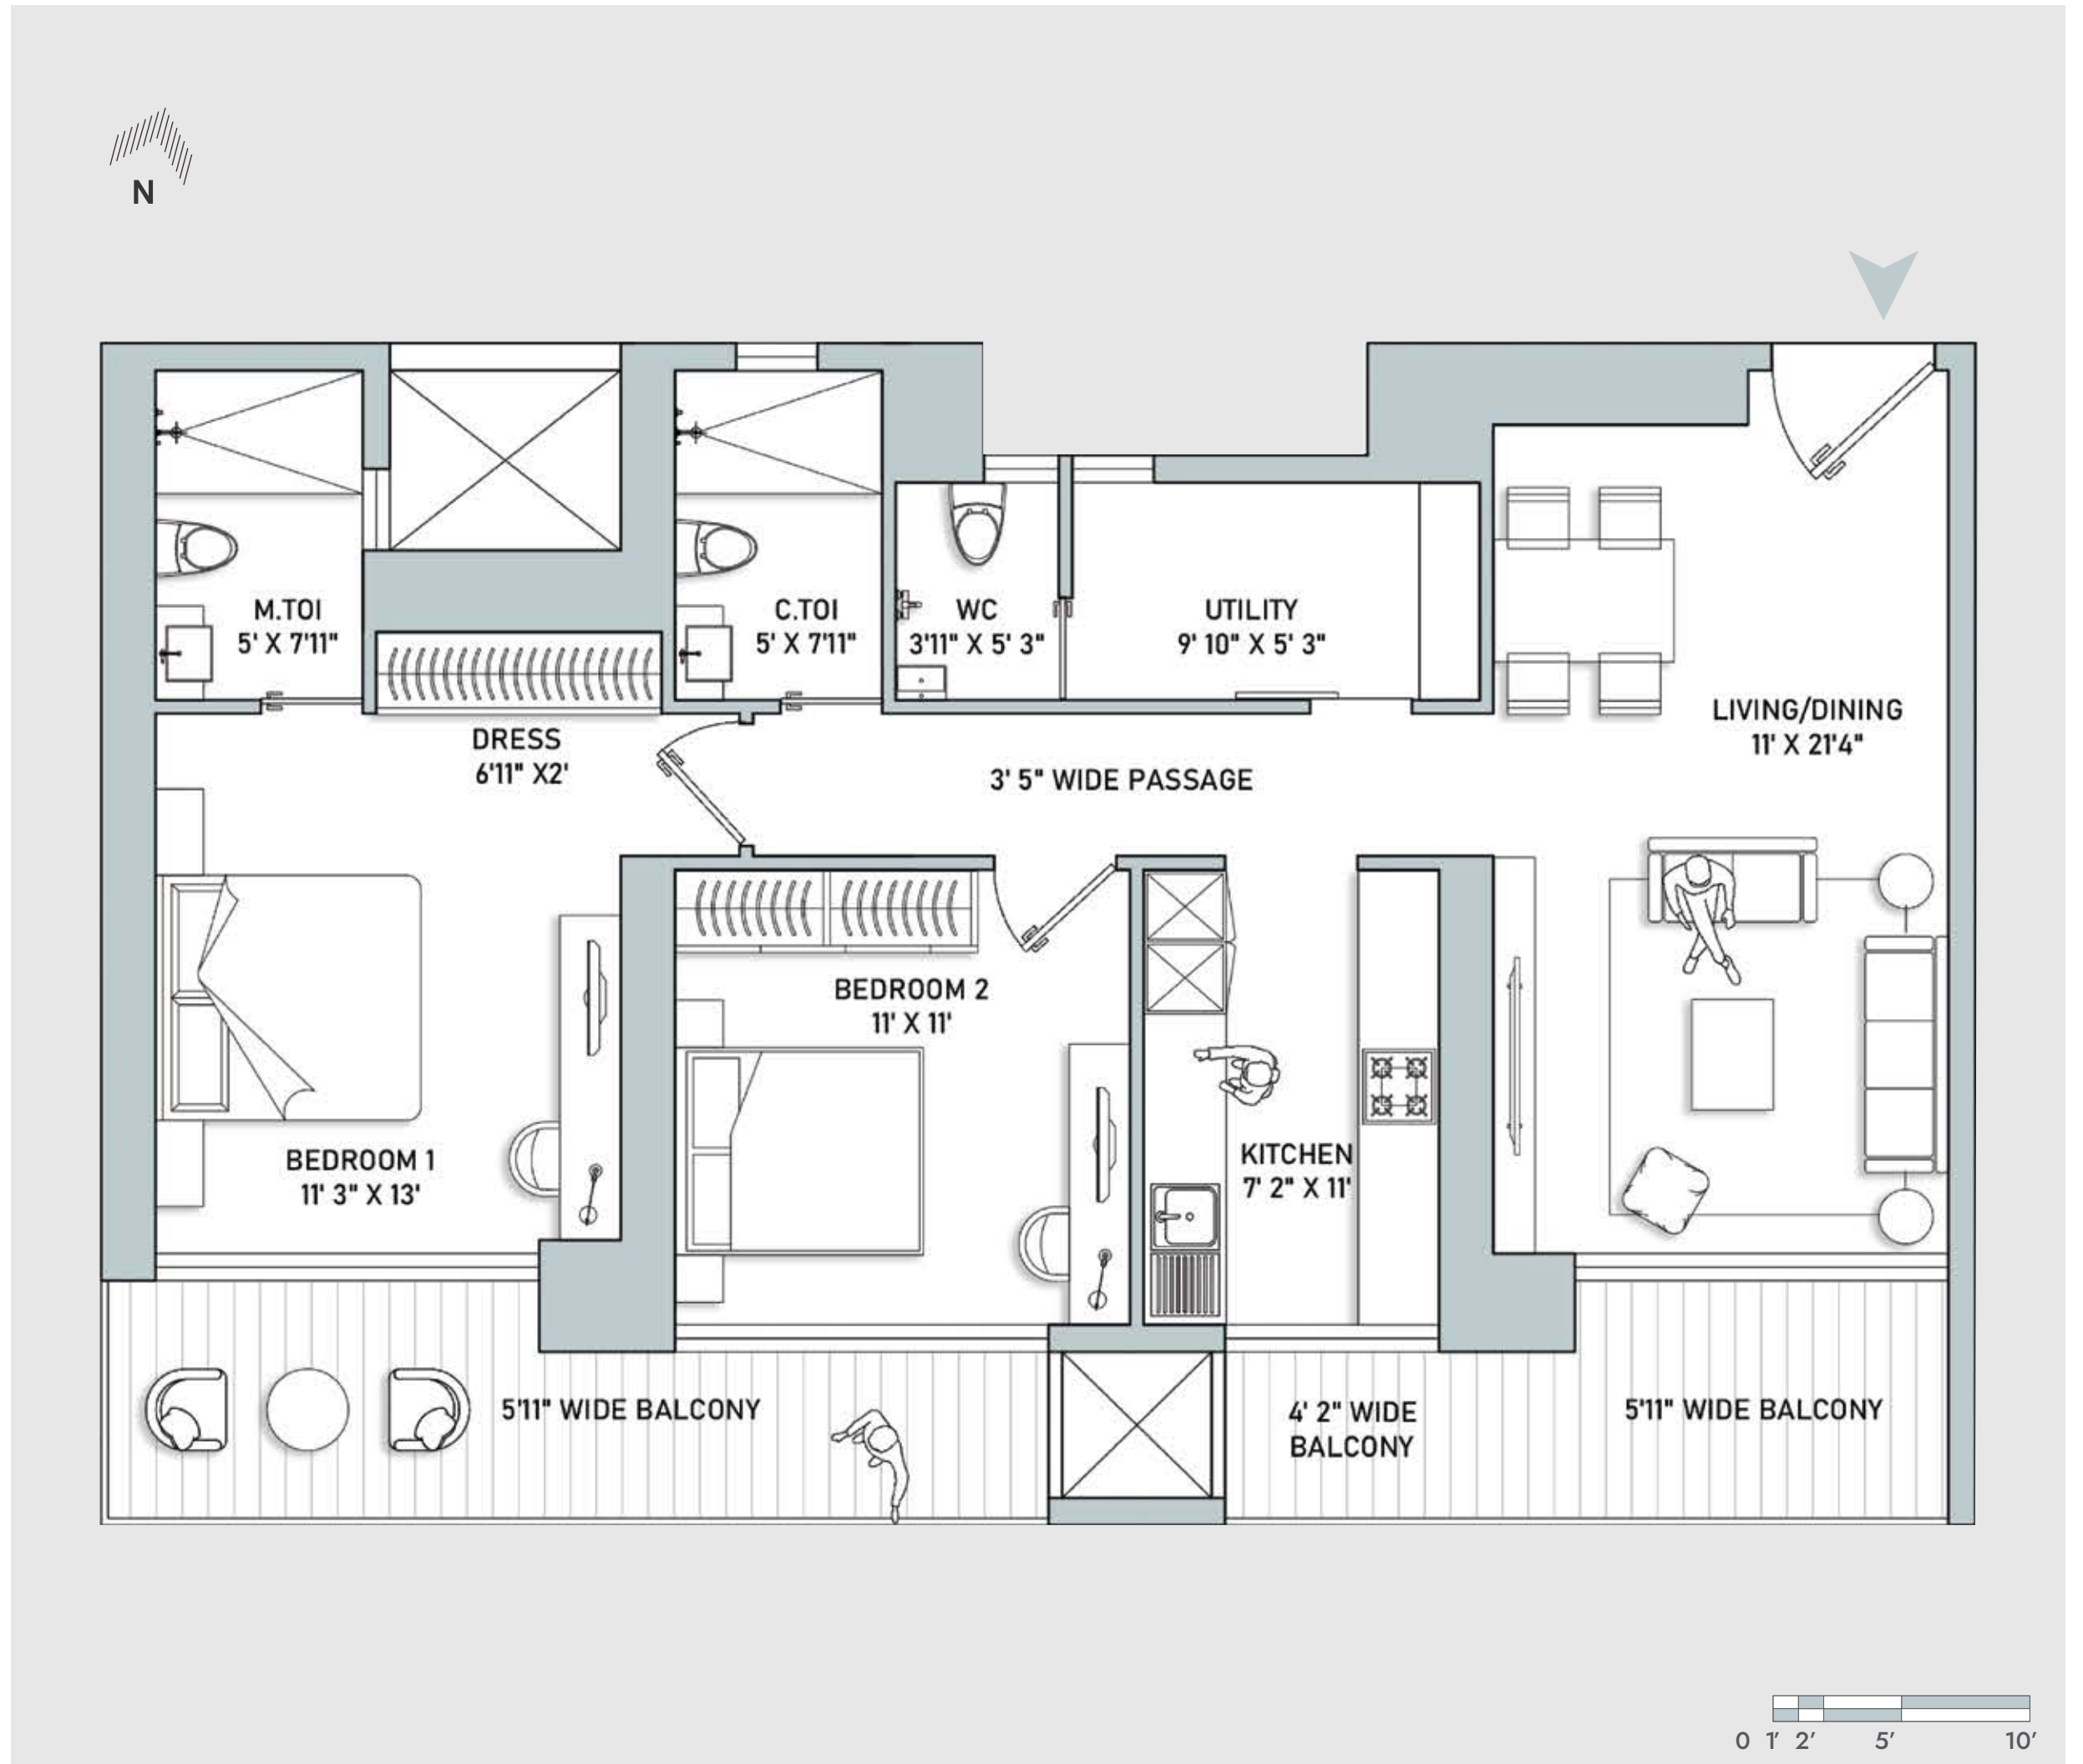 N
M.TOI
5' X 7'11"
C.TOI
5' X 7'11"
WC
3'11" X 5' 3"
UTILITY
9' 10" X 5' 3"
LIVING/DINING
11' X 21'4"
DRESS
6'11" X2'
3' 5" WIDE PASSAGE
BEDROOM 2
11' X 11'
BEDROOM 1
11' 3" X 13'
KITCHEN
7' 2" X 11'
5'11" WIDE BALCONY
4' 2" WIDE
BALCONY
5'11" WIDE BALCONY
0 1' 2' 5' 10'